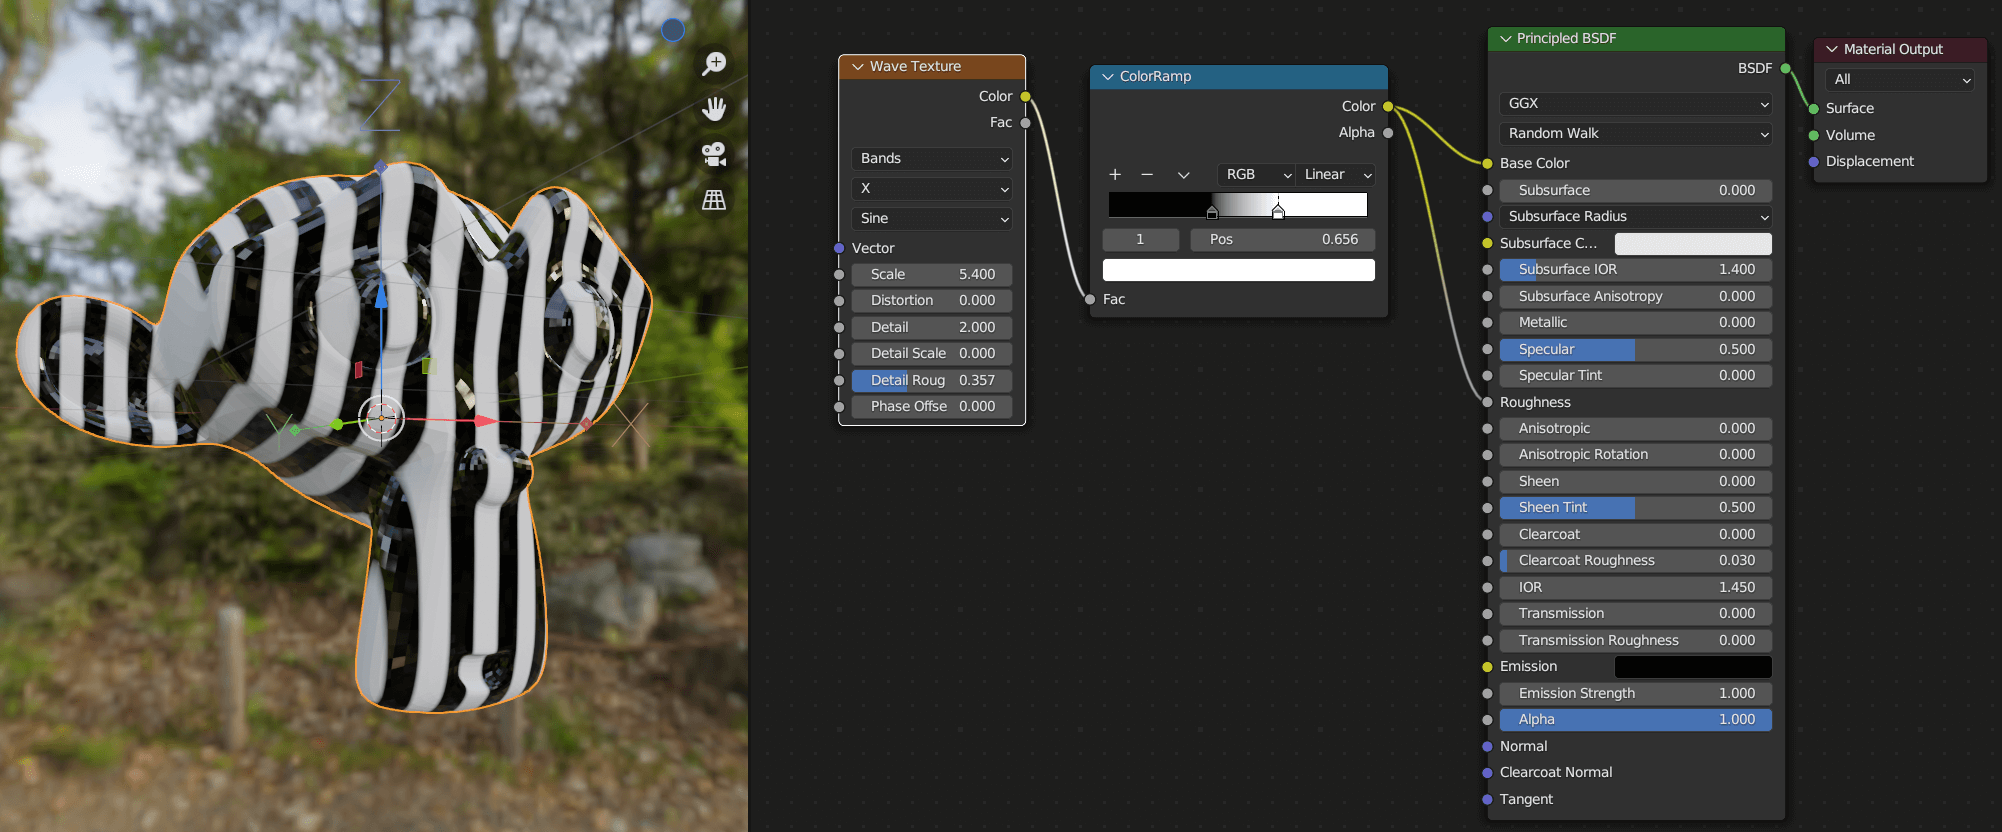 Z
Y
X
Wave Texture
Color
Fac
Bands
X
Sine
Vector
Scale 5.400
Distortion 0.000
Detail 2.000
Detail Scale 0.000
Detail Roug 0.357
Phase Offse 0.000
ColorRamp
Color
Alpha
+ − RGB Linear
1 Pos 0.656
Fac
Principled BSDF
BSDF
GGX
Random Walk
Base Color
Subsurface 0.000
Subsurface Radius
Subsurface C...
Subsurface IOR 1.400
Subsurface Anisotropy 0.000
Metallic 0.000
Specular 0.500
Specular Tint 0.000
Roughness
Anisotropic 0.000
Anisotropic Rotation 0.000
Sheen 0.000
Sheen Tint 0.500
Clearcoat 0.000
Clearcoat Roughness 0.030
IOR 1.450
Transmission 0.000
Transmission Roughness 0.000
Emission
Emission Strength 1.000
Alpha 1.000
Normal
Clearcoat Normal
Tangent
Material Output
All
Surface
Volume
Displacement